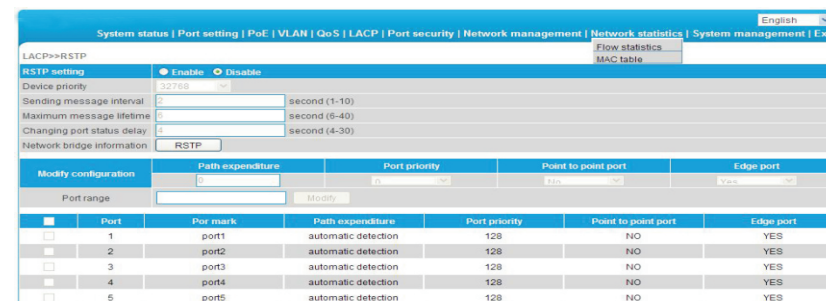 English
System status | Port setting | PoE | VLAN | QoS | LACP | Port security | Network management | Network statistics | System management | Ex
Flow statistics
MAC table
LACP>>RSTP
RSTP setting Enable Disable
Device priority 32768
Sending message interval 2 second (1-10)
Maximum message lifetime 6 second (6-40)
Changing port status delay 4 second (4-30)
Network bridge information RSTP
Modify configuration Path expenditure Port priority Point to point port Edge port
0 0 No Yes
Port range Modify
Port Por mark Path expenditure Port priority Point to point port Edge port
1 port1 automatic detection 128 NO YES
2 port2 automatic detection 128 NO YES
3 port3 automatic detection 128 NO YES
4 port4 automatic detection 128 NO YES
5 port5 automatic detection 128 NO YES